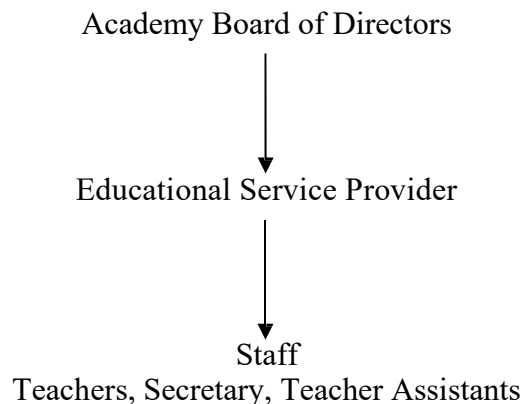 Academy Board of Directors
Educational Service Provider
Staff
Teachers, Secretary, Teacher Assistants